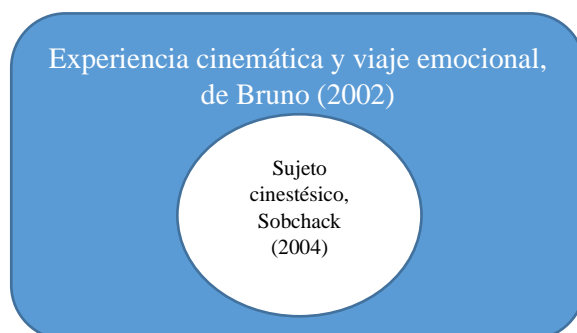 Experiencia cinemática y viaje emocional,
de Bruno (2002)
Sujeto
cinestésico,
Sobchack
(2004)